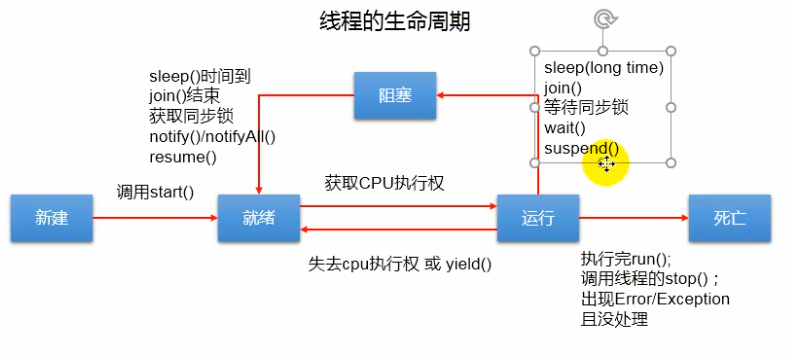 线程的生命周期
sleep()时间到
join()结束
获取同步锁
notify()/notifyAll()
resume()
阻塞
sleep(long time)
join()
等待同步锁
wait()
suspend()
新建
调用start()
就绪
获取CPU执行权
失去cpu执行权 或 yield()
运行
死亡
执行完run();
调用线程的stop()；
出现Error/Exception
且没处理